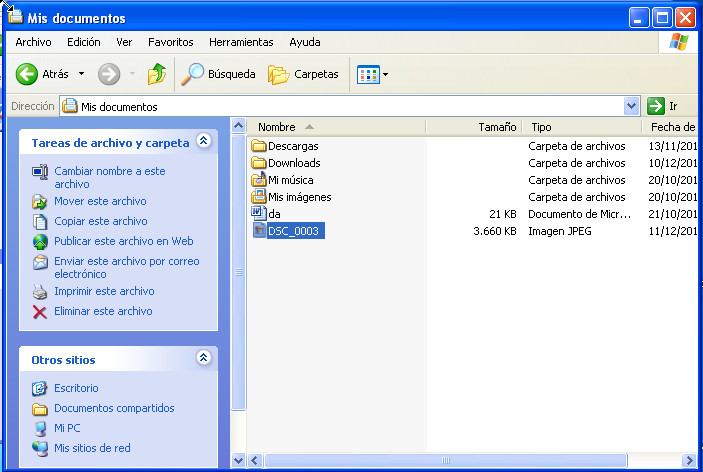 Mis documentos
Archivo Edición Ver Favoritos Herramientas Ayuda
Atrás Búsqueda Carpetas
Dirección Mis documentos Ir
Tareas de archivo y carpeta
Cambiar nombre a este
archivo
Mover este archivo
Copiar este archivo
Publicar este archivo en Web
Enviar este archivo por correo
electrónico
Imprimir este archivo
Eliminar este archivo
Otros sitios
Escritorio
Documentos compartidos
Mi PC
Mis sitios de red
Nombre Tamaño Tipo Fecha de
Descargas Carpeta de archivos 13/11/201
Downloads Carpeta de archivos 10/12/201
Mi música Carpeta de archivos 20/10/201
Mis imágenes Carpeta de archivos 20/10/201
da 21 KB Documento de Micr... 21/10/201
DSC_0003 3.660 KB Imagen JPEG 11/12/201